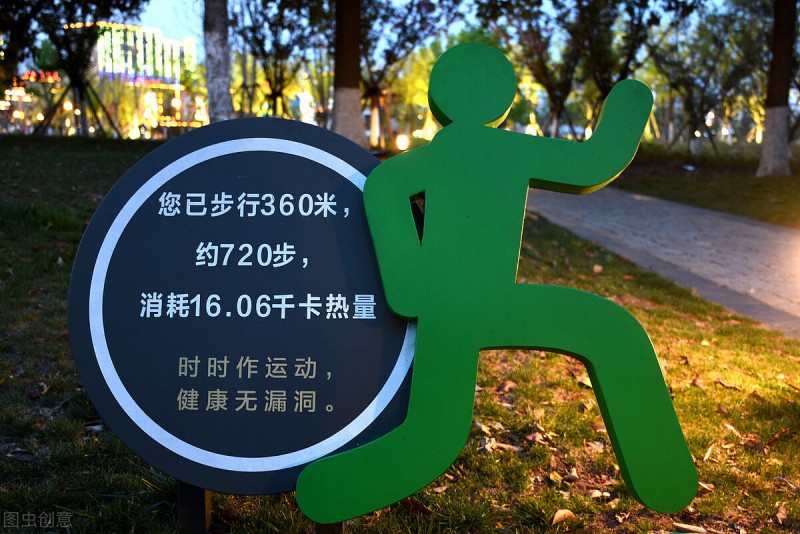 您已步行360米，
约720步，
消耗16.06千卡热量
时时作运动，
健康无漏洞。
图虫创意